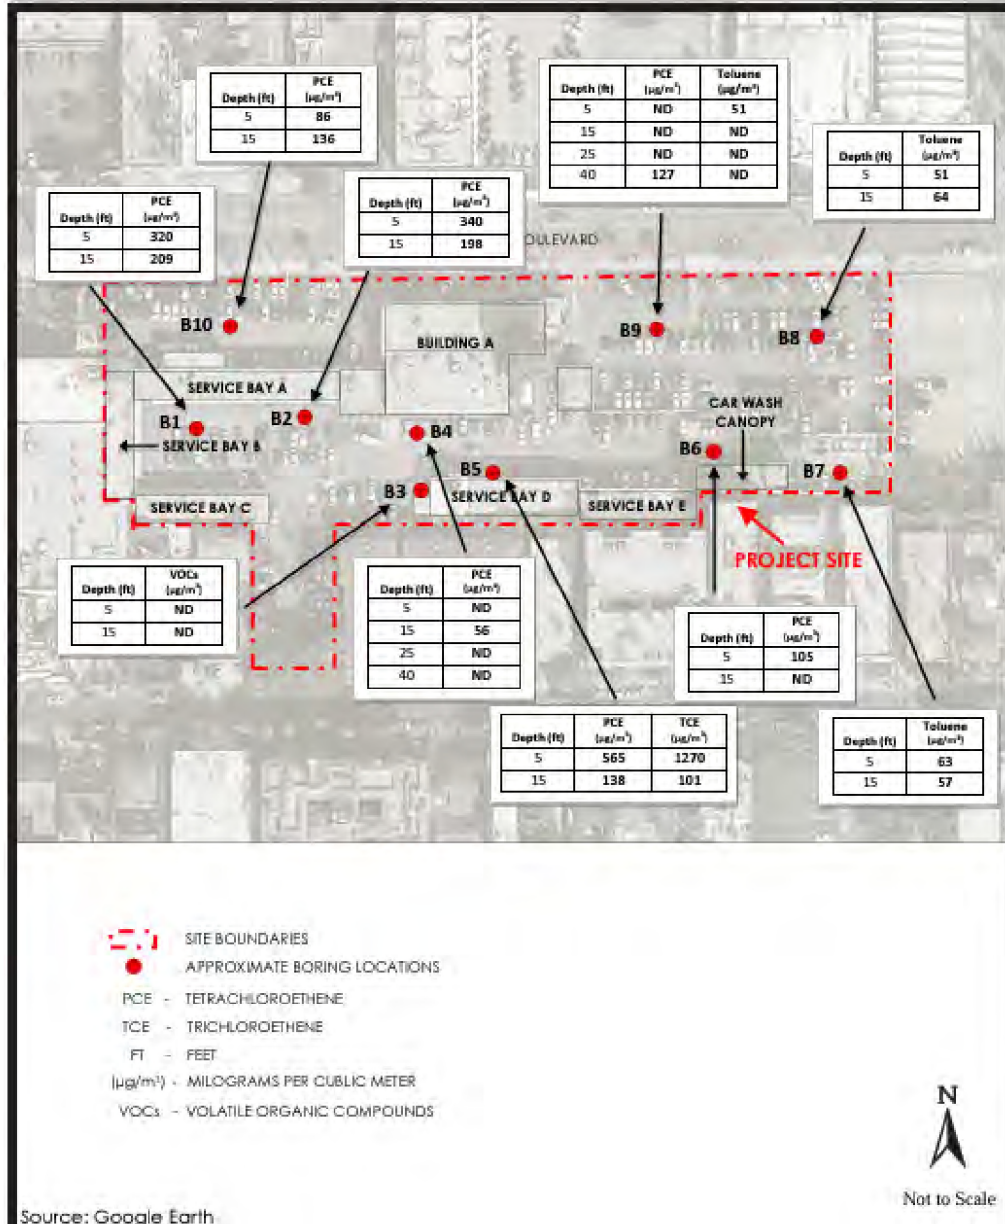 Depth (ft) PCE (µg/m³)
5 86
15 136
Depth (ft) PCE (µg/m³) Toluene (µg/m³)
5 ND 51
15 ND ND
25 ND ND
40 127 ND
Depth (ft) Toluene (µg/m³)
5 51
15 64
Depth (ft) PCE (µg/m³)
5 320
15 209
Depth (ft) PCE (µg/m³)
5 340
15 198
OULEVARD
B10
BUILDING A
B9
B8
SERVICE BAY A
B1
B2
SERVICE BAY B
B4
CAR WASH
CANOPY
B6
B5
B7
B3
SERVICE BAY D
SERVICE BAY C
SERVICE BAY E
PROJECT SITE
Depth (ft) VOCs (µg/m³)
5 ND
15 ND
Depth (ft) PCE (µg/m³)
5 ND
15 56
25 ND
40 ND
Depth (ft) PCE (µg/m³)
5 105
15 ND
Depth (ft) PCE (µg/m³) TCE (µg/m³)
5 565 1270
15 138 101
Depth (ft) Toluene (µg/m³)
5 63
15 57
SITE BOUNDARIES
APPROXIMATE BORING LOCATIONS
PCE - TETRACHLOROETHENE
TCE - TRICHLOROETHENE
FT - FEET
(µg/m³) - MILOGRAMS PER CUBLIC METER
VOCs - VOLATILE ORGANIC COMPOUNDS
N
Not to Scale
Source: Google Earth